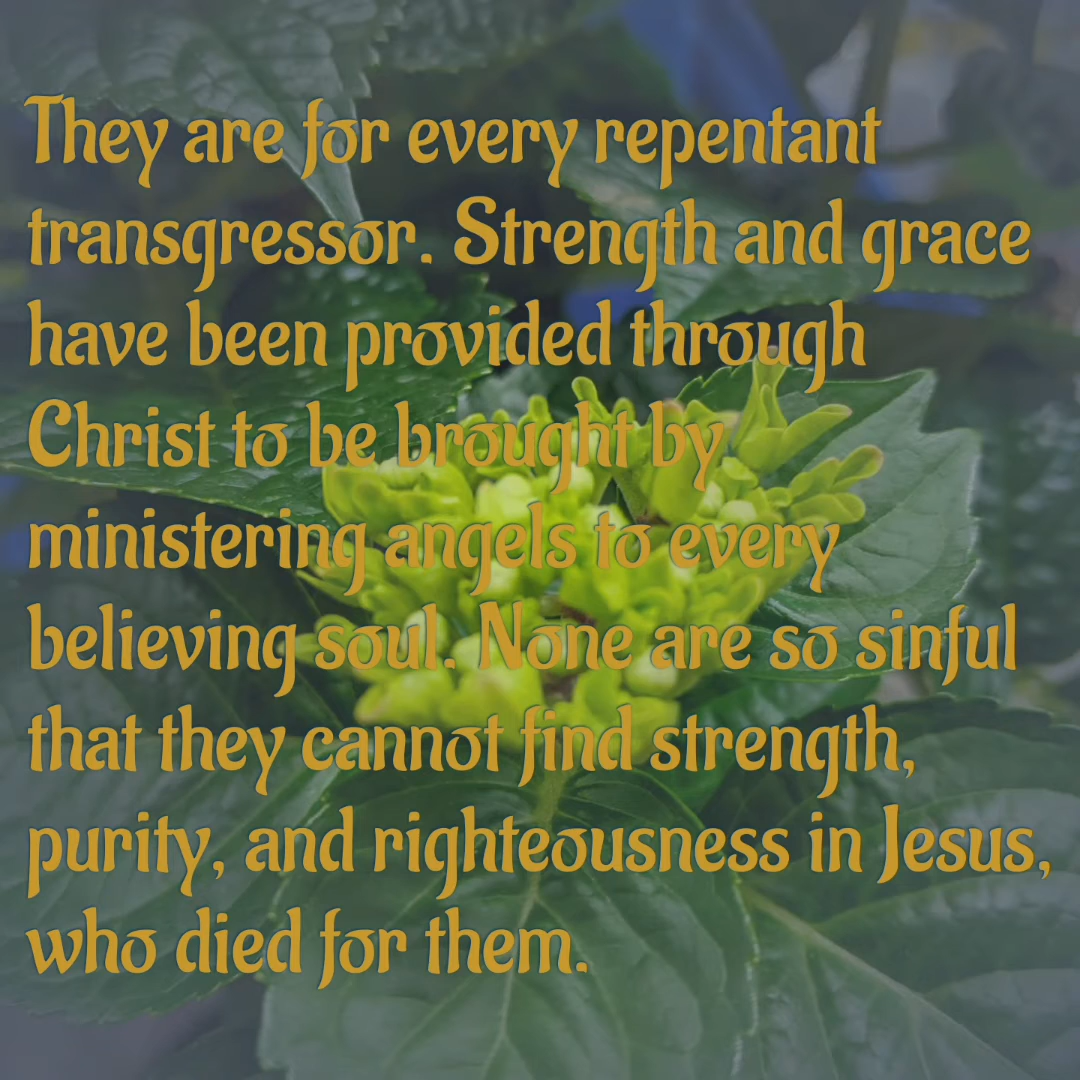 They are for every repentant
transgressor. Strength and grace
have been provided through
Christ to be brought by
ministering angels to every
believing soul. None are so sinful
that they cannot find strength,
purity, and righteousness in Jesus,
who died for them.